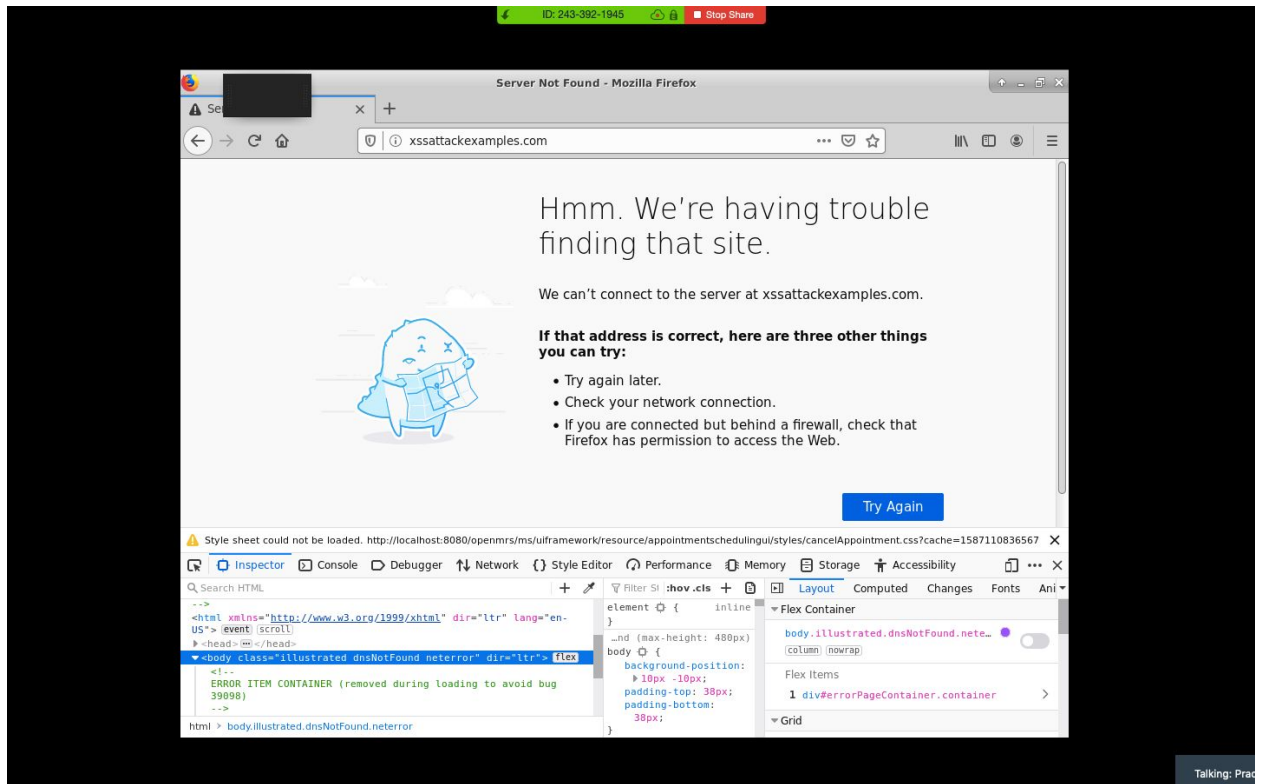 ID: 243-392-1945 Stop Share
Server Not Found - Mozilla Firefox
xssattackexamples.com
Hmm. We're having trouble
finding that site.
We can't connect to the server at xssattackexamples.com.
If that address is correct, here are three other things
you can try:
Try again later.
Check your network connection.
If you are connected but behind a firewall, check that
Firefox has permission to access the Web.
Try Again
Style sheet could not be loaded. http://localhost:8080/openmrs/ms/uiframework/resource/appointmentschedulingui/styles/cancelAppointment.css?cache=1587110836567
Inspector Console Debugger Network {} Style Editor Performance Memory Storage Accessibility
Search HTML
-->
<html xmlns="http://www.w3.org/1999/xhtml" dir="ltr" lang="en-
US"> event scroll
<head> ••• </head>
<body class="illustrated dnsNotFound neterror" dir="ltr"> flex
<!--
ERROR ITEM CONTAINER (removed during loading to avoid bug
39098)
-->
html > body.illustrated.dnsNotFound.neterror
Filter :hov .cls +
element { inline
}
…nd (max-height: 480px)
body {
background-position:
10px -10px;
padding-top: 38px;
padding-bottom:
38px;
}
Layout Computed Changes Fonts Ani
Flex Container
body.illustrated.dnsNotFound.nete…
column nowrap
Flex Items
1 div#errorPageContainer.container
Grid
Talking: Prac